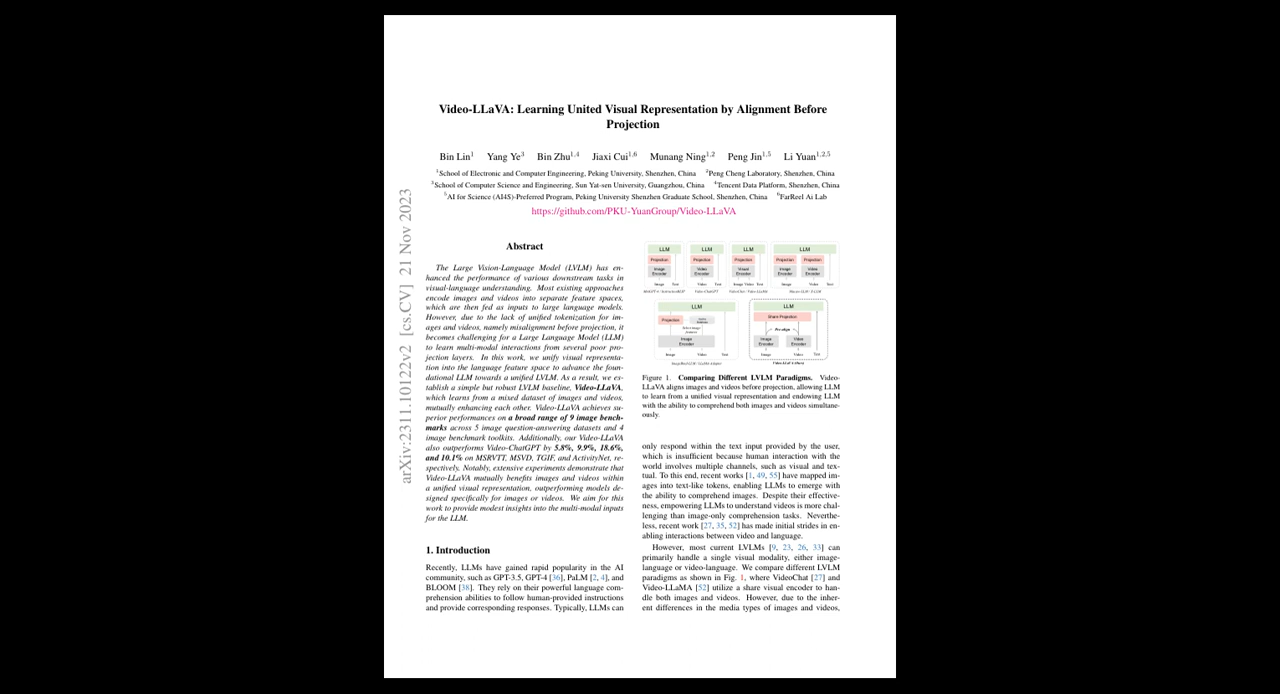 Video-LLaVA: Learning United Visual Representation by Alignment Before
Projection
Bin Lin1 Yang Ye3 Bin Zhu1,4 Jiaxi Cui1,6 Munang Ning1,2 Peng Jin1,5 Li Yuan1,2,5
1School of Electronic and Computer Engineering, Peking University, Shenzhen, China 2Peng Cheng Laboratory, Shenzhen, China
3School of Computer Science and Engineering, Sun Yat-sen University, Guangzhou, China 4Tencent Data Platform, Shenzhen, China
5AI for Science (AI4S)-Preferred Program, Peking University Shenzhen Graduate School, Shenzhen, China 6FarReel Ai Lab
https://github.com/PKU-YuanGroup/Video-LLaVA
arXiv:2311.10122v2 [cs.CV] 21 Nov 2023
Abstract
The Large Vision-Language Model (LVLM) has en-
hanced the performance of various downstream tasks in
visual-language understanding. Most existing approaches
encode images and videos into separate feature spaces,
which are then fed as inputs to large language models.
However, due to the lack of unified tokenization for im-
ages and videos, namely misalignment before projection, it
becomes challenging for a Large Language Model (LLM)
to learn multi-modal interactions from several poor pro-
jection layers. In this work, we unify visual representa-
tion into the language feature space to advance the foun-
dational LLM towards a unified LVLM. As a result, we es-
tablish a simple but robust LVLM baseline, Video-LLaVA,
which learns from a mixed dataset of images and videos,
mutually enhancing each other. Video-LLaVA achieves su-
perior performances on a broad range of 9 image bench-
marks across 5 image question-answering datasets and 4
image benchmark toolkits. Additionally, our Video-LLaVA
also outperforms Video-ChatGPT by 5.8%, 9.9%, 18.6%,
and 10.1% on MSRVTT, MSVD, TGIF, and ActivityNet, re-
spectively. Notably, extensive experiments demonstrate that
Video-LLaVA mutually benefits images and videos within
a unified visual representation, outperforming models de-
signed specifically for images or videos. We aim for this
work to provide modest insights into the multi-modal inputs
for the LLM.
1. Introduction
Recently, LLMs have gained rapid popularity in the AI
community, such as GPT-3.5, GPT-4 [36], PaLM [2, 4], and
BLOOM [38]. They rely on their powerful language com-
prehension abilities to follow human-provided instructions
and provide corresponding responses. Typically, LLMs can
LLM LLM LLM LLM
Projection Projection Projection Projection Projection
Image Encoder Video Encoder Visual Encoder Image Encoder Video Encoder
Image Text Video Text Image Video Text Image Video Text
LLM LLM
Projection Share Projection
Pre-align
Image Encoder Image Encoder Video Encoder
Image Video Text Image Video Text
Figure 1. Comparing Different LVLM Paradigms. Video-
LLaVA aligns images and videos before projection, allowing LLM
to learn from a unified visual representation and endowing LLM
with the ability to comprehend both images and videos simultane-
ously.
only respond within the text input provided by the user,
which is insufficient because human interaction with the
world involves multiple channels, such as visual and tex-
tual. To this end, recent works [1, 49, 55] have mapped im-
ages into text-like tokens, enabling LLMs to emerge with
the ability to comprehend images. Despite their effective-
ness, empowering LLMs to understand videos is more chal-
lenging than image-only comprehension tasks. Neverthe-
less, recent work [27, 35, 52] has made initial strides in en-
abling interactions between video and language.
However, most current LVLMs [9, 23, 26, 33] can
primarily handle a single visual modality, either image-
language or video-language. We compare different LVLM
paradigms as shown in Fig. 1, where VideoChat [27] and
Video-LLaMA [52] utilize a share visual encoder to han-
dle both images and videos. However, due to the inher-
ent differences in the media types of images and videos,